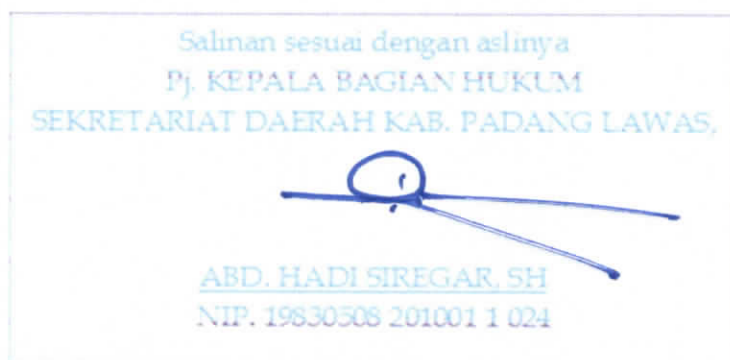 Salinan sesuai dengan aslinya
Pj. KEPALA BAGIAN HUKUM
SEKRETARIAT DAERAH KAB. PADANG LAWAS,
ABD. HADI SIREGAR, SH
NIP. 19830508 201001 1 024